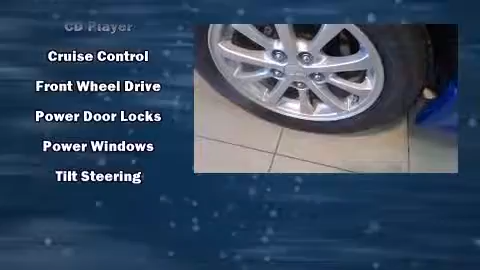 CD Player
Cruise Control
Front Wheel Drive
Power Door Locks
Power Windows
Tilt Steering